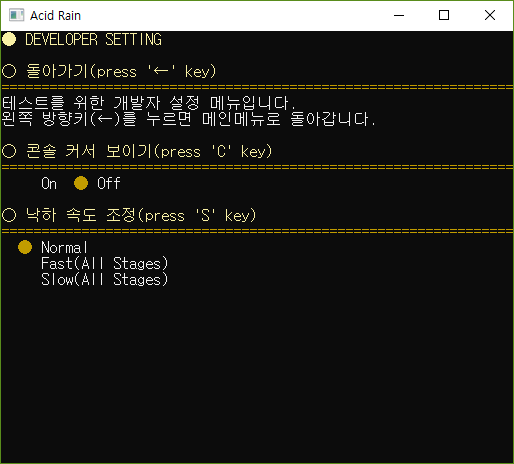 Acid Rain
● DEVELOPER SETTING
○ 돌아가기(press '←' key)
================================================================
테스트를 위한 개발자 설정 메뉴입니다.
왼쪽 방향키(←)를 누르면 메인메뉴로 돌아갑니다.
○ 콘솔 커서 보이기(press 'C' key)
================================================================
On ● Off
○ 낙하 속도 조정(press 'S' key)
================================================================
● Normal
Fast(All Stages)
Slow(All Stages)